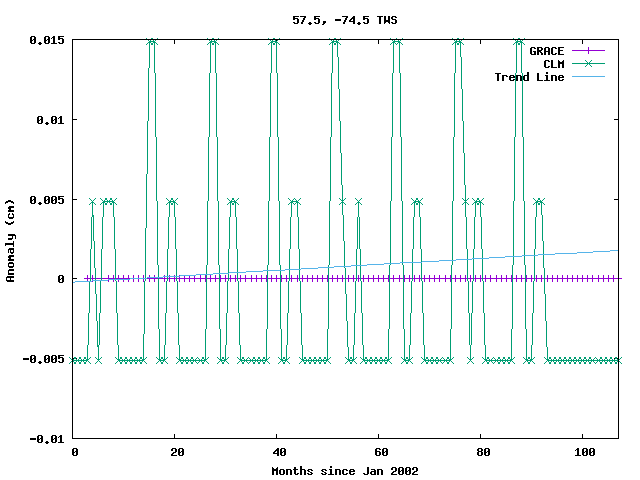 57.5, -74.5 TWS
0.015
GRACE
CLM
Trend Line
0.01
0.005
Anomaly (cm)
0
-0.005
-0.01
0 20 40 60 80 100
Months since Jan 2002